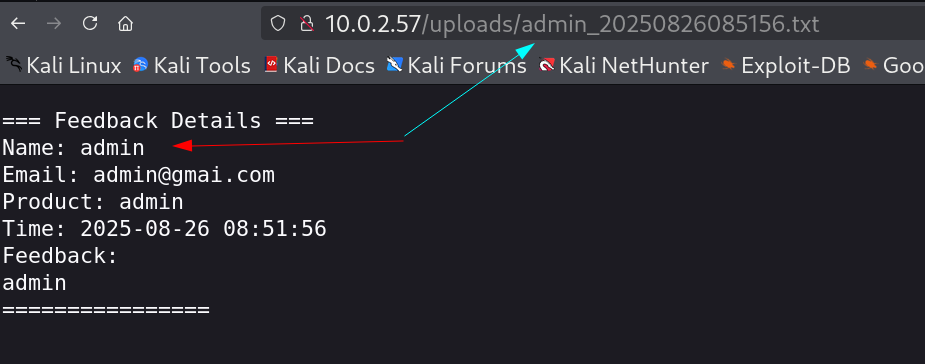 10.0.2.57/uploads/admin_20250826085156.txt
Kali Linux Kali Tools Kali Docs Kali Forums Kali NetHunter Exploit-DB Goo
=== Feedback Details ===
Name: admin
Email: admin@gmai.com
Product: admin
Time: 2025-08-26 08:51:56
Feedback:
admin
================